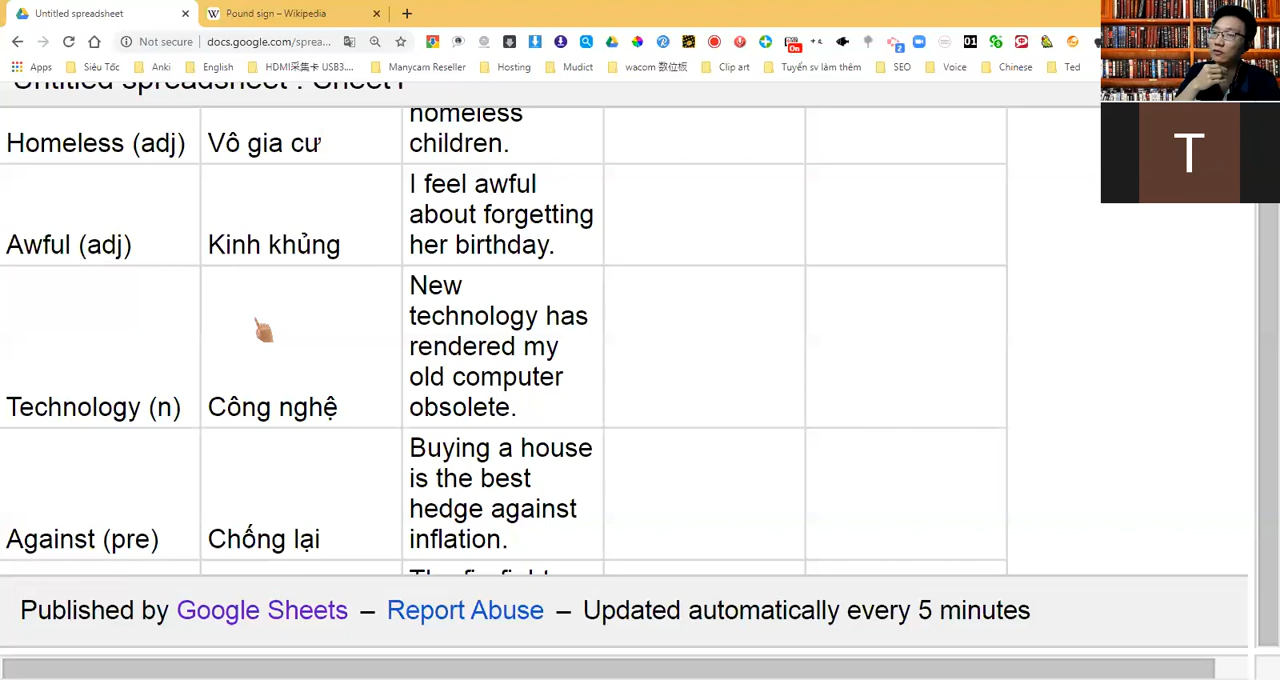 Untitled spreadsheet
Pound sign – Wikipedia
Not secure
docs.google.com/sprea...
Apps
Siêu Tốc
Anki
English
HDMI采集卡 USB3....
Manycam Reseller
Hosting
Mudict
wacom 数位板
Clip art
Tuyển sv làm thêm
SEO
Voice
Chinese
Ted
Untitled spreadsheet : Sheet1
homeless
Homeless (adj) Vô gia cư children.
I feel awful
about forgetting
Awful (adj) Kinh khủng her birthday.
New
technology has
rendered my
old computer
Technology (n) Công nghệ obsolete.
Buying a house
is the best
hedge against
Against (pre) Chống lại inflation.
Published by Google Sheets – Report Abuse – Updated automatically every 5 minutes
T